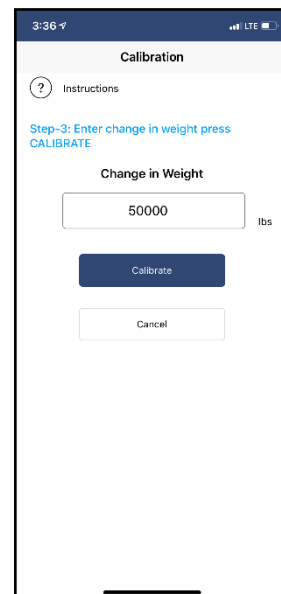 3:36 LTE
Calibration
? Instructions
Step-3: Enter change in weight press
CALIBRATE
Change in Weight
50000
lbs
Calibrate
Cancel